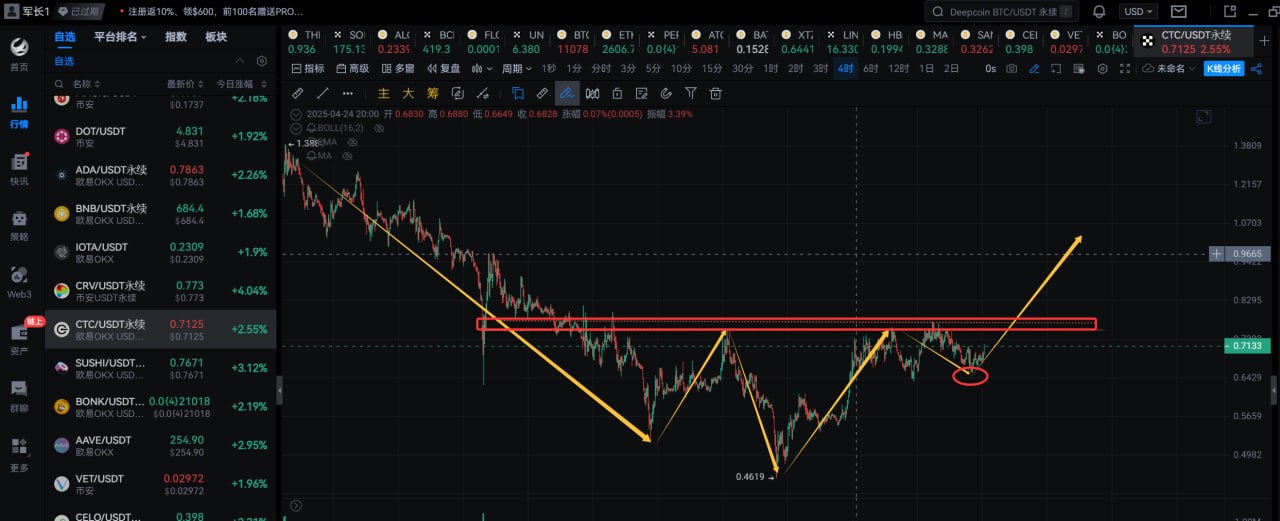 军长1 已过期 • 注册返10%、领$600，前100名赠送PRO...
Deepcoin BTC/USDT 永续 /
USD
首页
行情
快讯
策略
Web3
链上
资产
群聊
更多
自选 平台排名 指数 板块
自选
名称 最新价 今日涨幅
币安 $0.1737 +2.18%
DOT/USDT 4.831 +1.92%
币安 $4.831
ADA/USDT永续 0.7863 +2.26%
欧易OKX USD... $0.7863
BNB/USDT永续 684.4 +1.68%
欧易OKX USD... $684.4
IOTA/USDT 0.2309 +1.9%
欧易OKX $0.2309
CRV/USDT永续 0.773 +4.04%
币安USDT永续 $0.773
CTC/USDT永续 0.7125 +2.55%
欧易OKX USD... $0.7125
SUSHI/USDT... 0.7671 +3.12%
欧易OKX USD... $0.7671
BONK/USDT... 0.0{4}21018 +2.19%
欧易OKX USD... $0.0{4}21018
AAVE/USDT 254.90 +2.95%
欧易OKX $254.90
VET/USDT 0.02972 +1.96%
币安 $0.02972
CELO/USDT... 0.398
THI SOI ALG BCH FLO UN BTC ETH PEP ATC BA XTZ LIN HB MA SAN CEI VE BO CTC/USDT永续
0.936 175.13 0.2339 419.3 0.0001 6.380 11078 2606.7 0.0{4} 5.081 0.1528 0.6441 16.330 0.199 0.3288 0.3262 0.398 0.0297 0.0{4} 0.7125 2.55%
指标 高级 多窗 复盘 周期 1秒 1分 分时 3分 5分 10分 15分 30分 1时 2时 3时 4时 6时 12时 1日 2日 0s 未命名 K线分析
主 大 筹
2025-04-24 20:00 开 0.6830 高 0.6880 低 0.6649 收 0.6828 涨幅 0.07%(0.0005) 振幅 3.39%
BOLL(16,2)
EMA
MA
1.3809
1.2157
1.0703
0.9665
0.9422
0.8295
0.7133
0.6429
0.5659
0.4982
0.4619